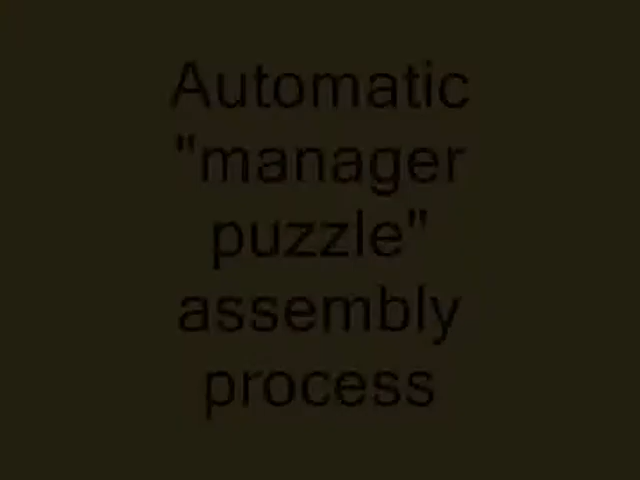 Automatic
"manager
puzzle"
assembly
process